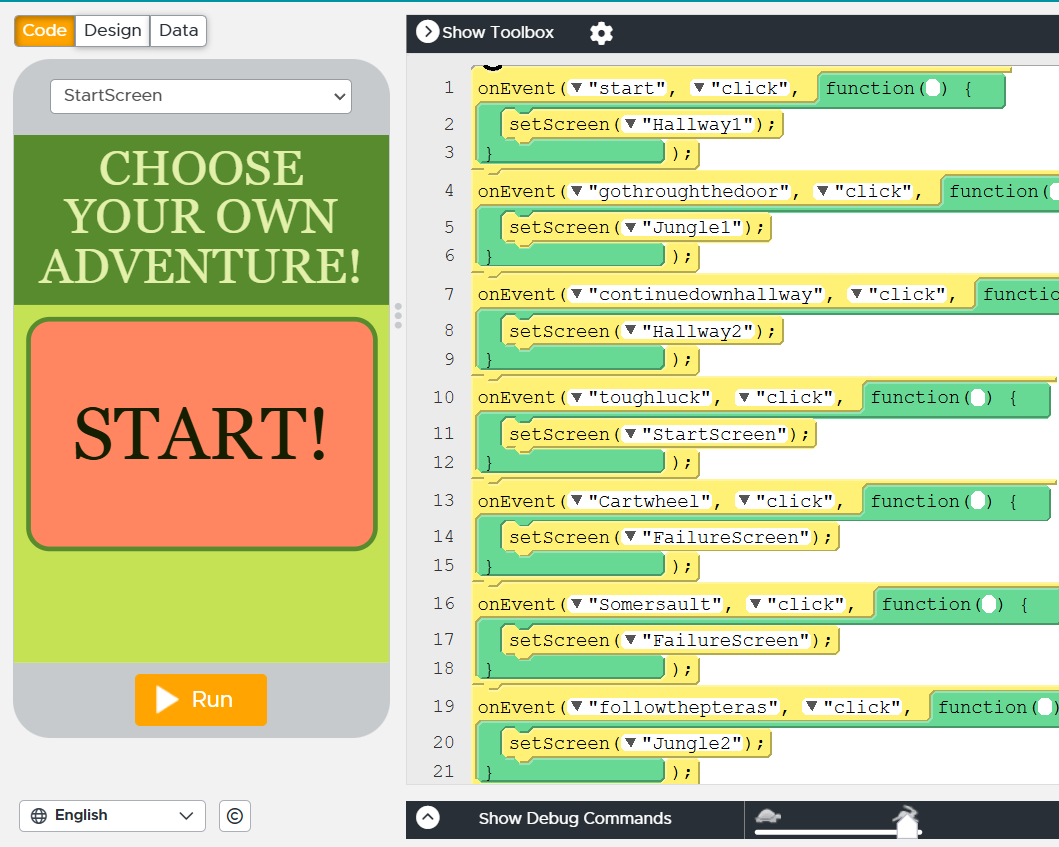 Code Design Data
StartScreen
CHOOSE
YOUR OWN
ADVENTURE!
START!
Run
English
©
Show Toolbox
1 onEvent(▼"start", ▼"click", function( ) {
2 setScreen(▼"Hallway1");
3 } );
4 onEvent(▼"gothroughthedoor", ▼"click", function(
5 setScreen(▼"Jungle1");
6 } );
7 onEvent(▼"continuedownhallway", ▼"click", functio
8 setScreen(▼"Hallway2");
9 } );
10 onEvent(▼"toughluck", ▼"click", function( ) {
11 setScreen(▼"StartScreen");
12 } );
13 onEvent(▼"Cartwheel", ▼"click", function( ) {
14 setScreen(▼"FailureScreen");
15 } );
16 onEvent(▼"Somersault", ▼"click", function( ) {
17 setScreen(▼"FailureScreen");
18 } );
19 onEvent(▼"followthepteras", ▼"click", function( )
20 setScreen(▼"Jungle2");
21 } );
Show Debug Commands